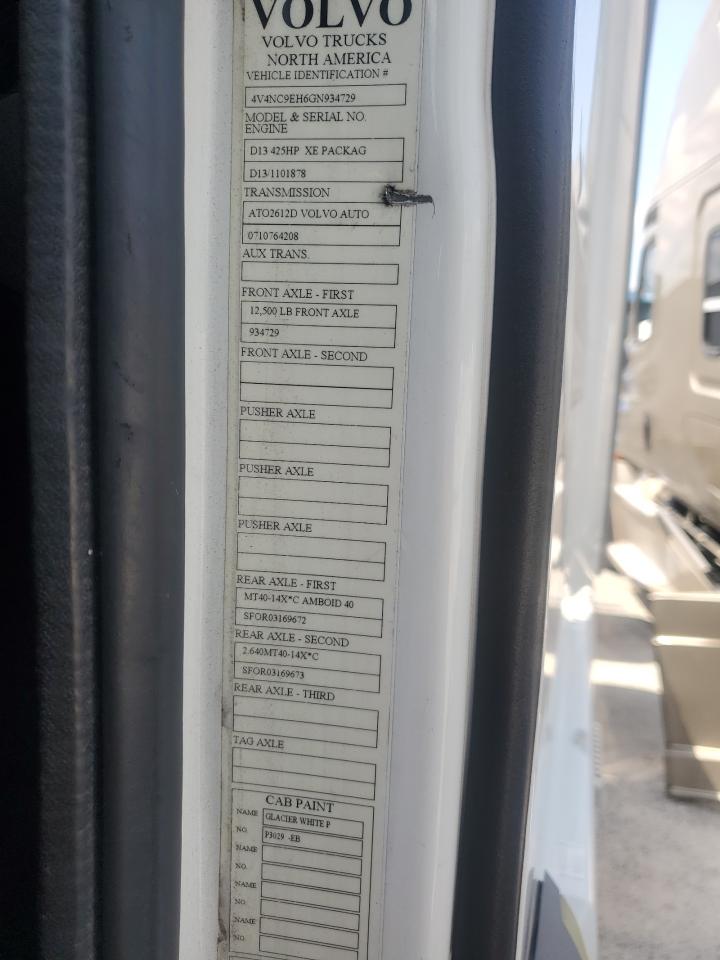 VOLVO
VOLVO TRUCKS
NORTH AMERICA
VEHICLE IDENTIFICATION #
4V4NC9EH6GN934729
MODEL & SERIAL NO.
ENGINE
D13 425HP XE PACKAG
D13/1101878
TRANSMISSION
ATO2612D VOLVO AUTO
0710764208
AUX TRANS.
FRONT AXLE - FIRST
12,500 LB FRONT AXLE
934729
FRONT AXLE - SECOND
PUSHER AXLE
PUSHER AXLE
PUSHER AXLE
REAR AXLE - FIRST
MT40-14X*C AMBOID 40
SFOR03169672
REAR AXLE - SECOND
2.640MT40-14X*C
SFOR03169673
REAR AXLE - THIRD
TAG AXLE
CAB PAINT
NAME GLACIER WHITE P
NO. P3029 -EB
NAME
NO.
NAME
NO.
NAME
NO.